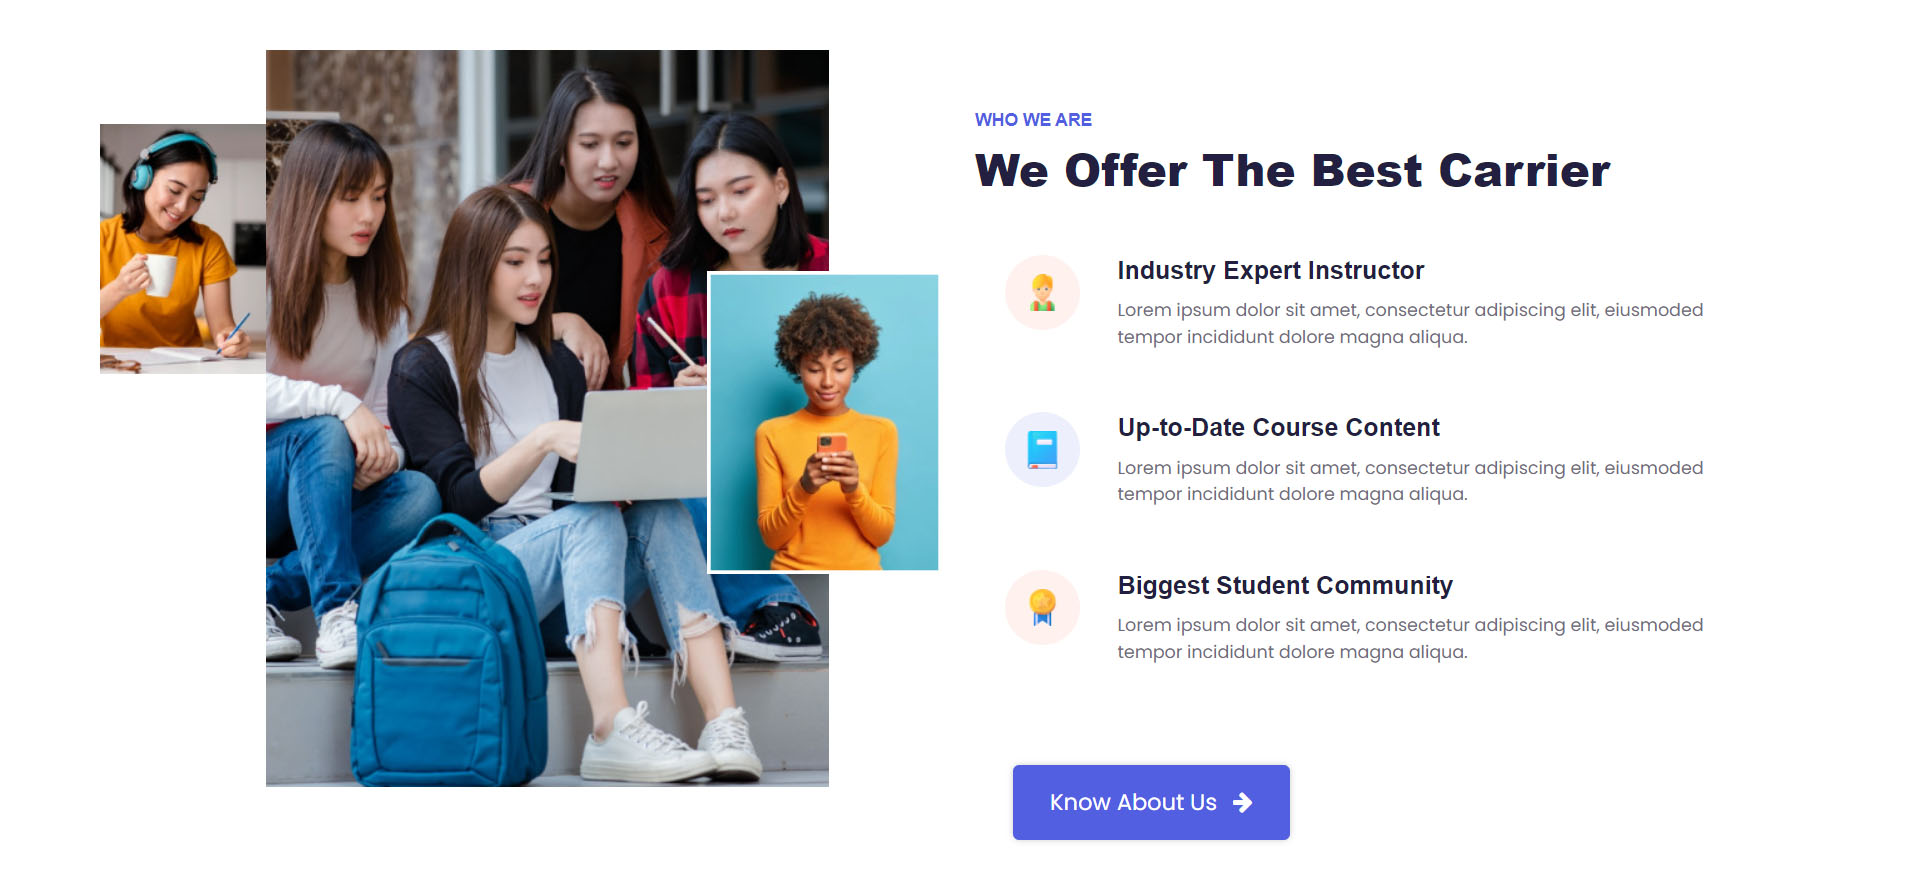 WHO WE ARE
We Offer The Best Carrier
Industry Expert Instructor
Lorem ipsum dolor sit amet, consectetur adipiscing elit, eiusmoded
tempor incididunt dolore magna aliqua.
Up-to-Date Course Content
Lorem ipsum dolor sit amet, consectetur adipiscing elit, eiusmoded
tempor incididunt dolore magna aliqua.
Biggest Student Community
Lorem ipsum dolor sit amet, consectetur adipiscing elit, eiusmoded
tempor incididunt dolore magna aliqua.
Know About Us